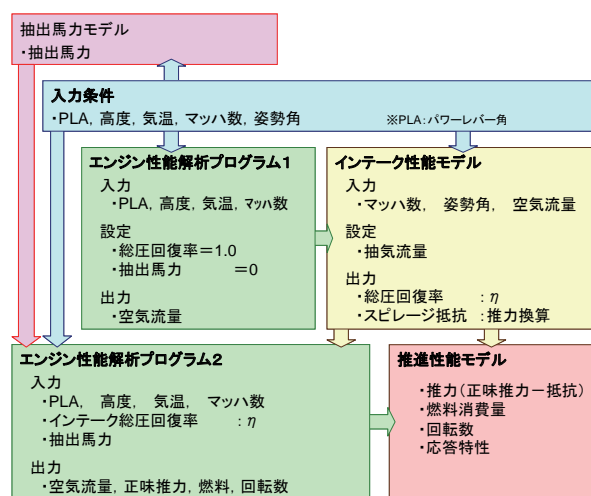 抽出馬力モデル
・抽出馬力
入力条件
・PLA, 高度, 気温, マッハ数, 姿勢角 ※PLA:パワーレバー角
エンジン性能解析プログラム1
入力
・PLA, 高度, 気温, マッハ数
設定
・総圧回復率＝1.0
・抽出馬力 ＝0
出力
・空気流量
インテーク性能モデル
入力
・マッハ数, 姿勢角, 空気流量
設定
・抽気流量
出力
・総圧回復率 : η
・スピレージ抵抗 :推力換算
エンジン性能解析プログラム2
入力
・PLA, 高度, 気温, マッハ数
・インテーク総圧回復率 : η
・抽出馬力
出力
・空気流量, 正味推力, 燃料, 回転数
推進性能モデル
・推力(正味推力ー抵抗)
・燃料消費量
・回転数
・応答特性